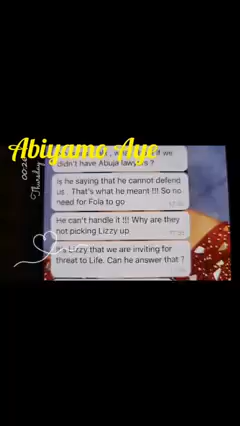 Abiyamo Aye
if we
didn't have Abuja lawyers ?
is he saying that he cannot defend
us . That's what he meant !!! So no
need for Fola to go
He can't handle it !!! Why are they
not picking Lizzy up
It's Lizzy that we are inviting for
threat to Life. Can he answer that ?
Thursday